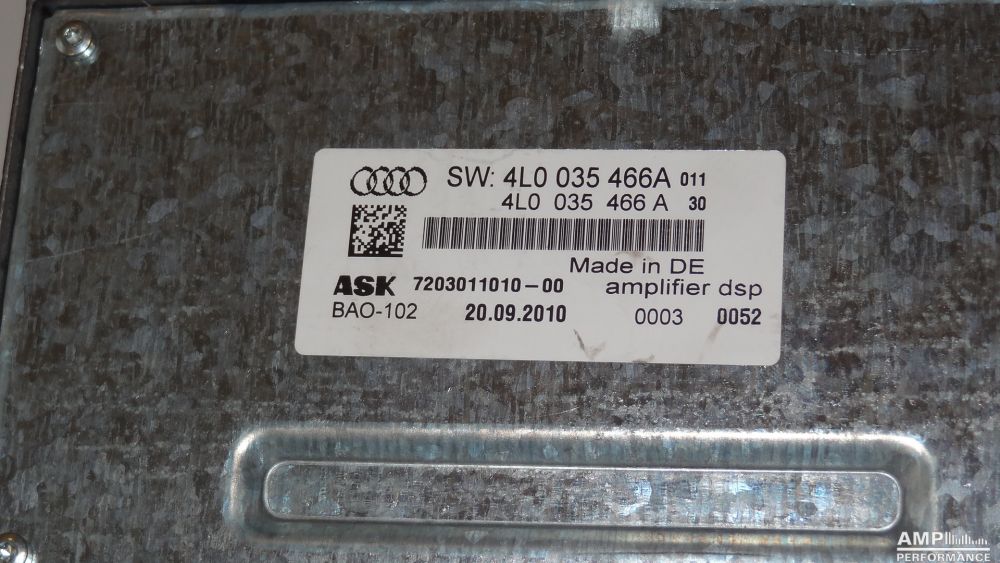 SW: 4L0 035 466A 011
4L0 035 466 A 30
Made in DE
ASK 7203011010-00 amplifier dsp
BAO-102 20.09.2010 0003 0052
AMP
PERFORMANCE